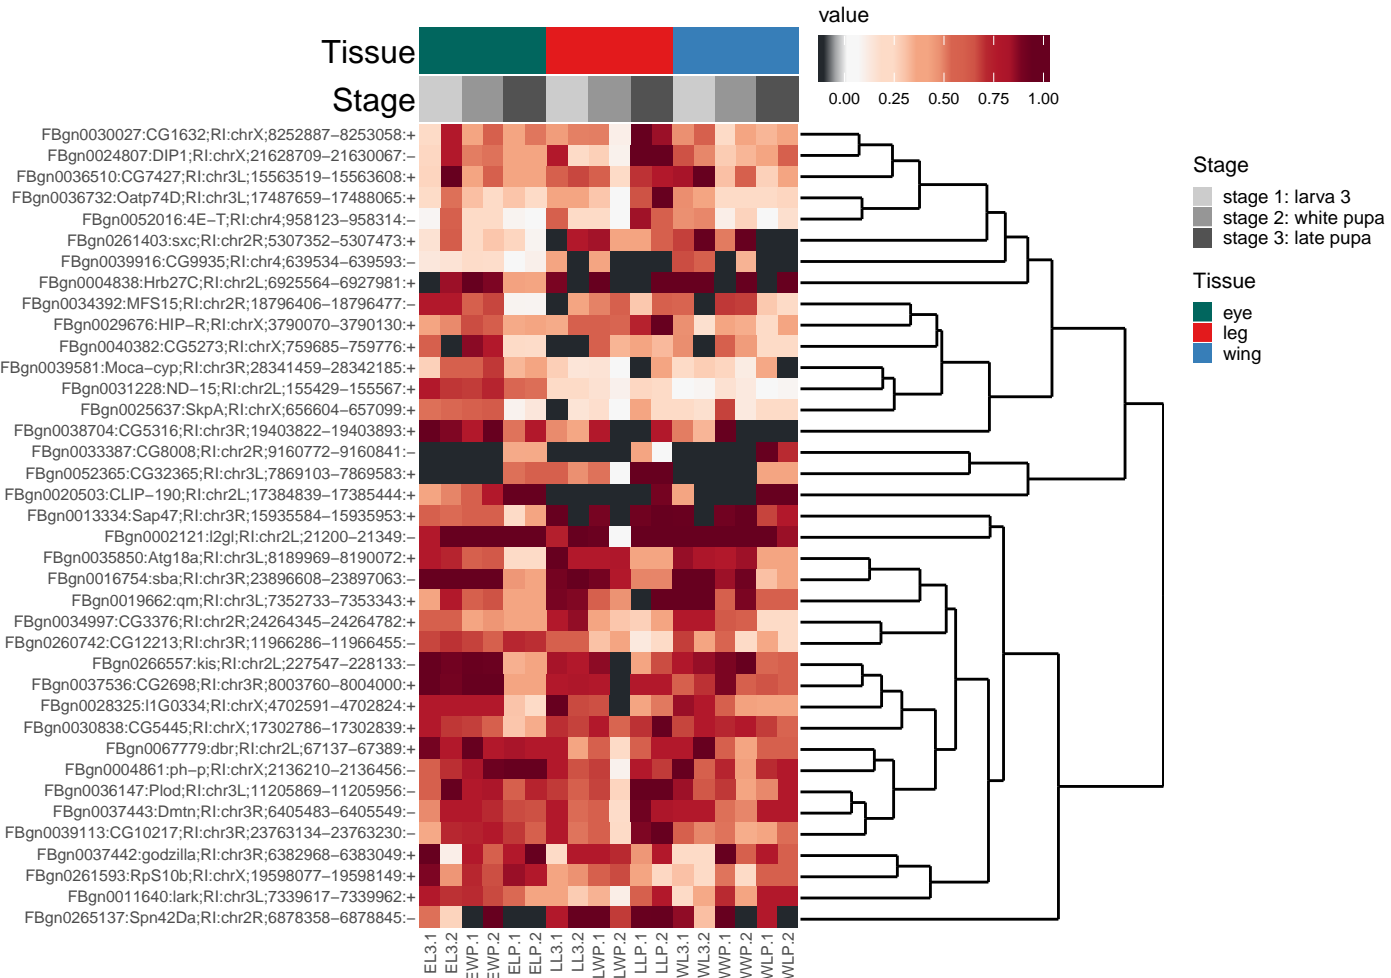 value
0.00 0.25 0.50 0.75 1.00
Tissue
Stage
FBgn0030027:CG1632;RI:chrX;8252887−8253058:+
FBgn0024807:DIP1;RI:chrX;21628709−21630067:−
FBgn0036510:CG7427;RI:chr3L;15563519−15563608:+
FBgn0036732:Oatp74D;RI:chr3L;17487659−17488065:+
FBgn0052016:4E−T;RI:chr4;958123−958314:−
FBgn0261403:sxc;RI:chr2R;5307352−5307473:+
FBgn0039916:CG9935;RI:chr4;639534−639593:−
FBgn0004838:Hrb27C;RI:chr2L;6925564−6927981:+
FBgn0034392:MFS15;RI:chr2R;18796406−18796477:−
FBgn0029676:HIP−R;RI:chrX;3790070−3790130:+
FBgn0040382:CG5273;RI:chrX;759685−759776:+
FBgn0039581:Moca−cyp;RI:chr3R;28341459−28342185:+
FBgn0031228:ND−15;RI:chr2L;155429−155567:+
FBgn0025637:SkpA;RI:chrX;656604−657099:+
FBgn0038704:CG5316;RI:chr3R;19403822−19403893:+
FBgn0033387:CG8008;RI:chr2R;9160772−9160841:−
FBgn0052365:CG32365;RI:chr3L;7869103−7869583:+
FBgn0020503:CLIP−190;RI:chr2L;17384839−17385444:+
FBgn0013334:Sap47;RI:chr3R;15935584−15935953:+
FBgn0002121:l2gl;RI:chr2L;21200−21349:−
FBgn0035850:Atg18a;RI:chr3L;8189969−8190072:+
FBgn0016754:sba;RI:chr3R;23896608−23897063:−
FBgn0019662:qm;RI:chr3L;7352733−7353343:+
FBgn0034997:CG3376;RI:chr2R;24264345−24264782:+
FBgn0260742:CG12213;RI:chr3R;11966286−11966455:−
FBgn0266557:kis;RI:chr2L;227547−228133:−
FBgn0037536:CG2698;RI:chr3R;8003760−8004000:+
FBgn0028325:l1G0334;RI:chrX;4702591−4702824:+
FBgn0030838:CG5445;RI:chrX;17302786−17302839:+
FBgn0067779:dbr;RI:chr2L;67137−67389:+
FBgn0004861:ph−p;RI:chrX;2136210−2136456:−
FBgn0036147:Plod;RI:chr3L;11205869−11205956:−
FBgn0037443:Dmtn;RI:chr3R;6405483−6405549:−
FBgn0039113:CG10217;RI:chr3R;23763134−23763230:−
FBgn0037442:godzilla;RI:chr3R;6382968−6383049:+
FBgn0261593:RpS10b;RI:chrX;19598077−19598149:+
FBgn0011640:lark;RI:chr3L;7339617−7339962:+
FBgn0265137:Spn42Da;RI:chr2R;6878358−6878845:−
EL3.1
EL3.2
EWP.1
EWP.2
ELP.1
ELP.2
LL3.1
LL3.2
LWP.1
LWP.2
LLP.1
LLP.2
WL3.1
WL3.2
WWP.1
WWP.2
WLP.1
WLP.2
Stage
stage 1: larva 3
stage 2: white pupa
stage 3: late pupa
Tissue
eye
leg
wing